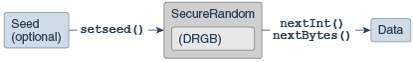 Seed
(optional)
setseed()
SecureRandom
(DRGB)
nextInt()
nextBytes()
Data